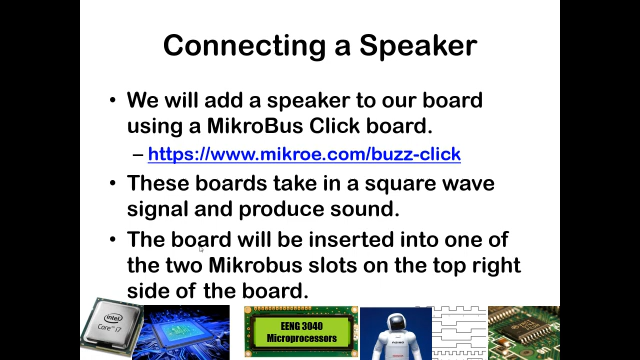 Connecting a Speaker
• We will add a speaker to our board
using a MikroBus Click board.
– https://www.mikroe.com/buzz-click
• These boards take in a square wave
signal and produce sound.
• The board will be inserted into one of
the two Mikrobus slots on the top right
side of the board.
intel
Core™ i7
EENG 3040
Microprocessors